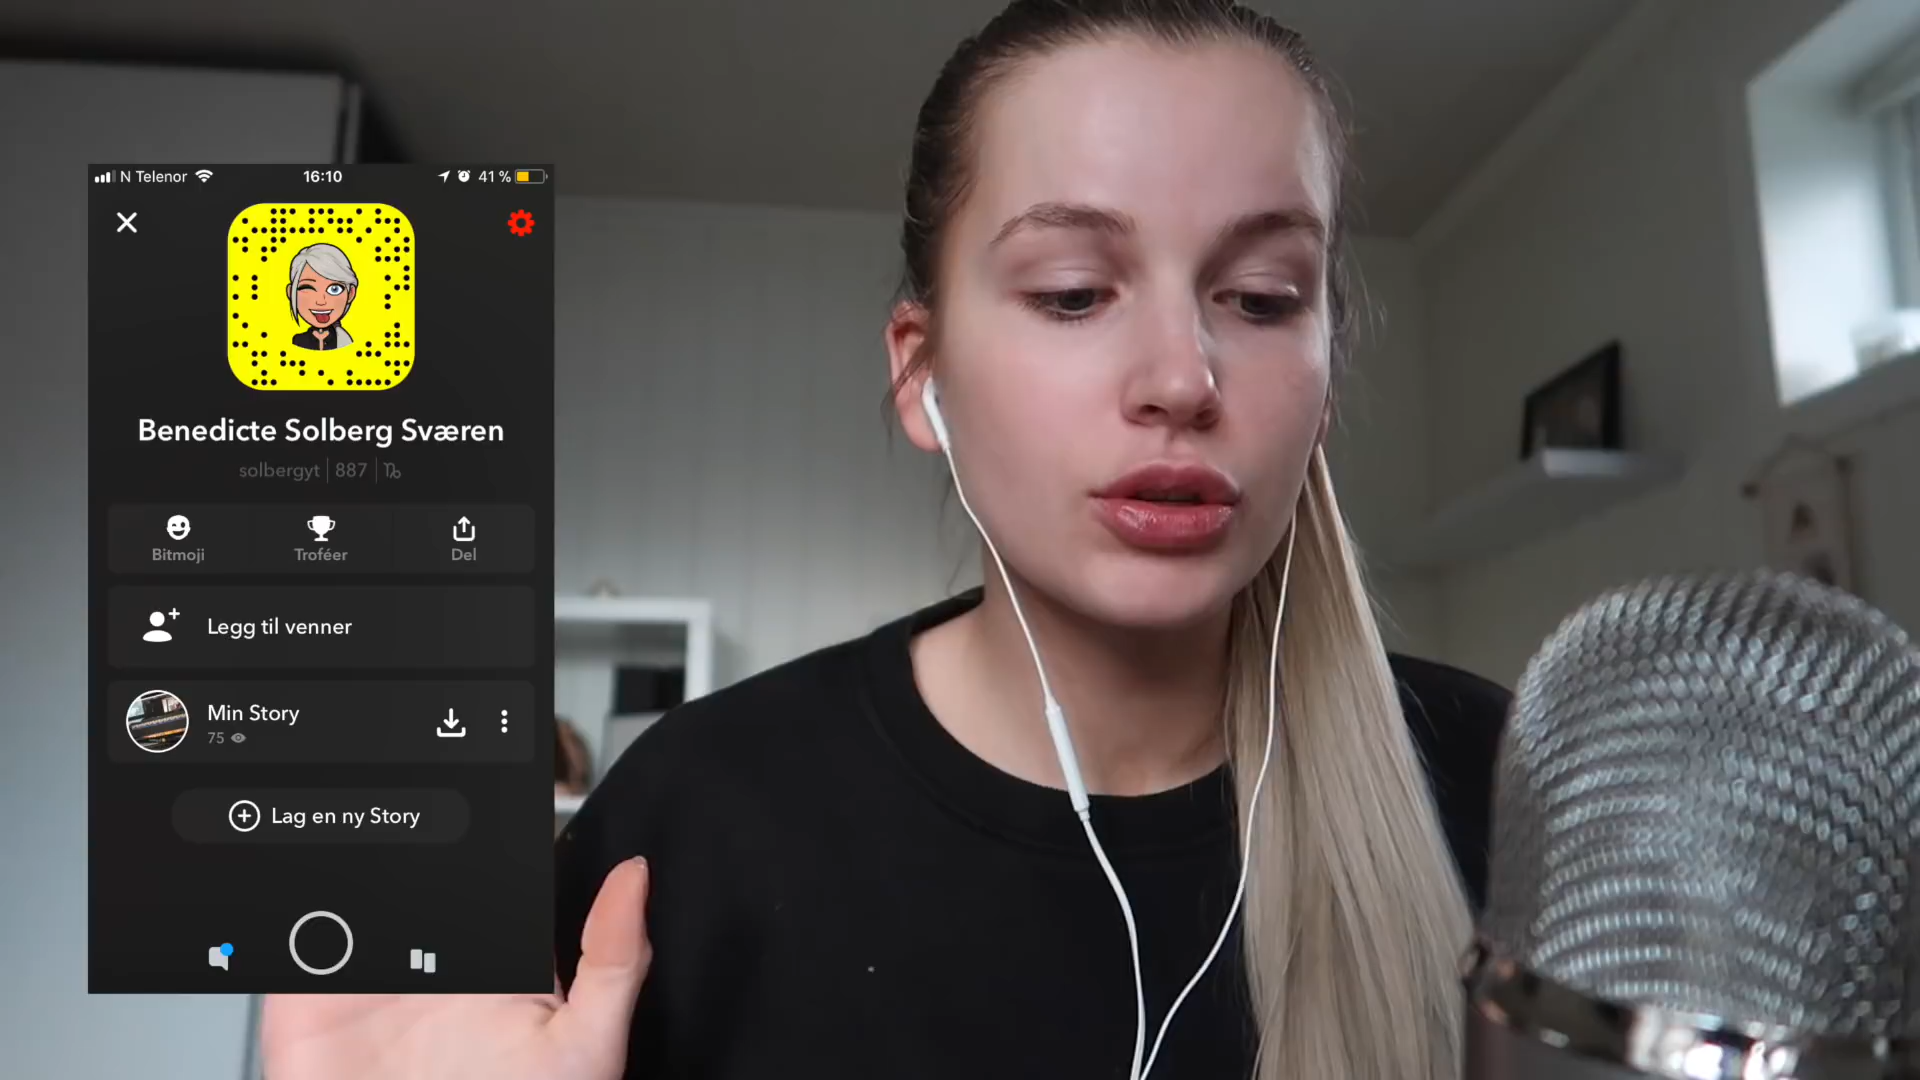 N Telenor 16:10 41 %
Benedicte Solberg Sværen
solbergyt 887
Bitmoji Troféer Del
Legg til venner
Min Story
75
Lag en ny Story